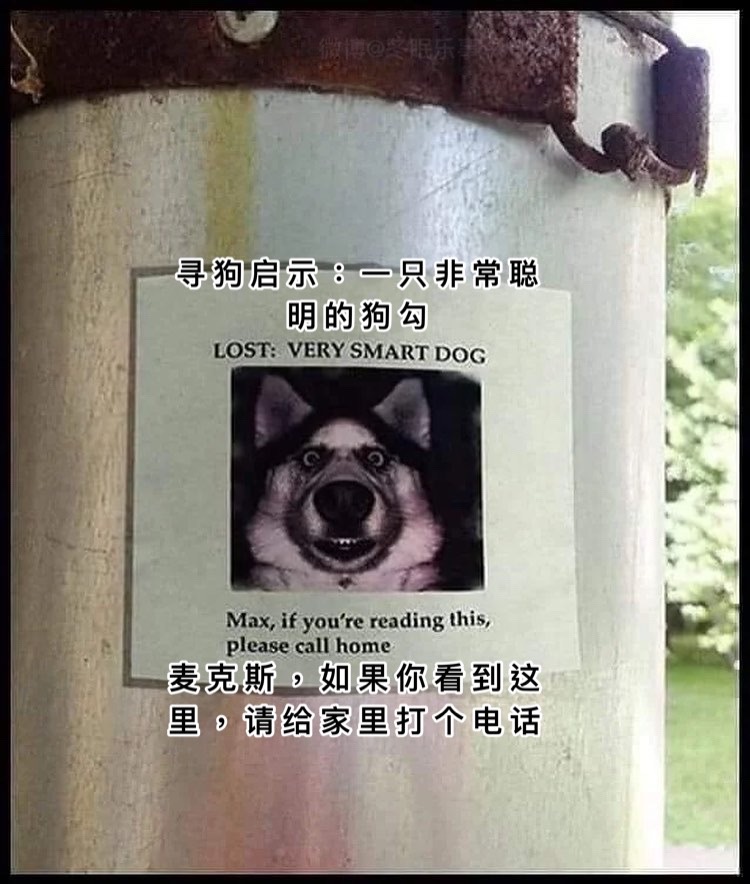 寻狗启示：一只非常聪
明的狗勾
LOST: VERY SMART DOG
Max, if you're reading this,
please call home
麦克斯，如果你看到这
里，请给家里打个电话